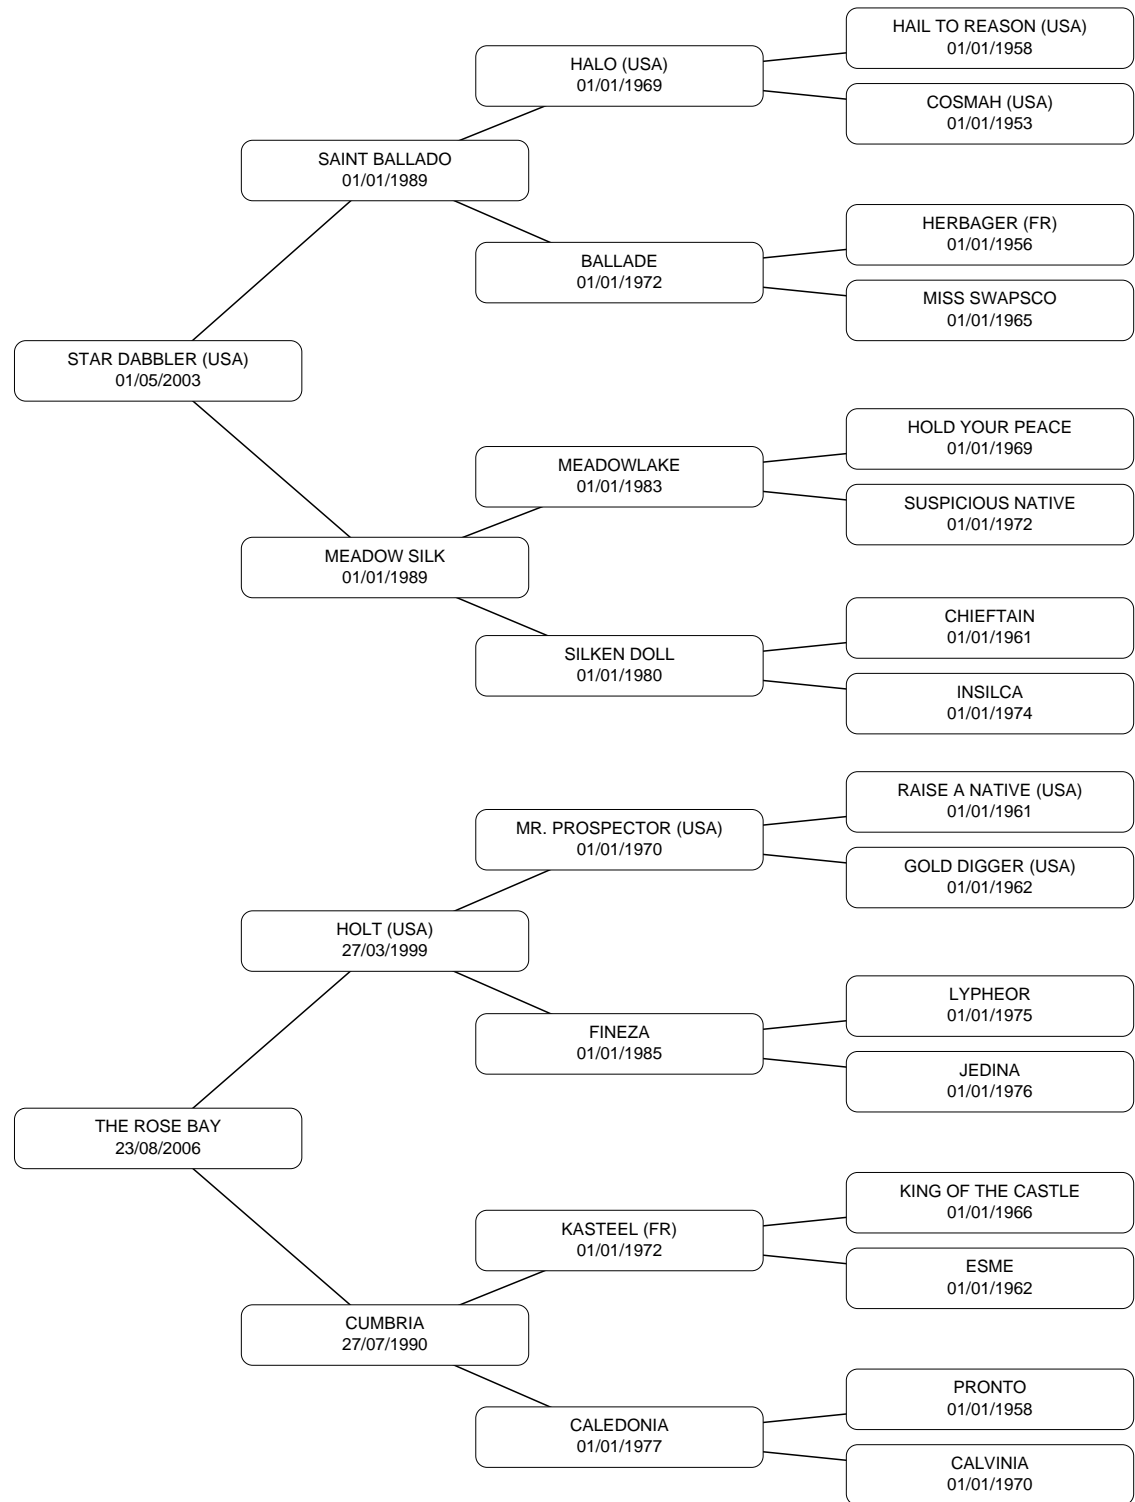 HAIL TO REASON (USA)
01/01/1958
HALO (USA)
01/01/1969
COSMAH (USA)
01/01/1953
SAINT BALLADO
01/01/1989
HERBAGER (FR)
01/01/1956
BALLADE
01/01/1972
MISS SWAPSCO
01/01/1965
STAR DABBLER (USA)
01/05/2003
HOLD YOUR PEACE
01/01/1969
MEADOWLAKE
01/01/1983
SUSPICIOUS NATIVE
01/01/1972
MEADOW SILK
01/01/1989
CHIEFTAIN
01/01/1961
SILKEN DOLL
01/01/1980
INSILCA
01/01/1974
RAISE A NATIVE (USA)
01/01/1961
MR. PROSPECTOR (USA)
01/01/1970
GOLD DIGGER (USA)
01/01/1962
HOLT (USA)
27/03/1999
LYPHEOR
01/01/1975
FINEZA
01/01/1985
JEDINA
01/01/1976
THE ROSE BAY
23/08/2006
KING OF THE CASTLE
01/01/1966
KASTEEL (FR)
01/01/1972
ESME
01/01/1962
CUMBRIA
27/07/1990
PRONTO
01/01/1958
CALEDONIA
01/01/1977
CALVINIA
01/01/1970